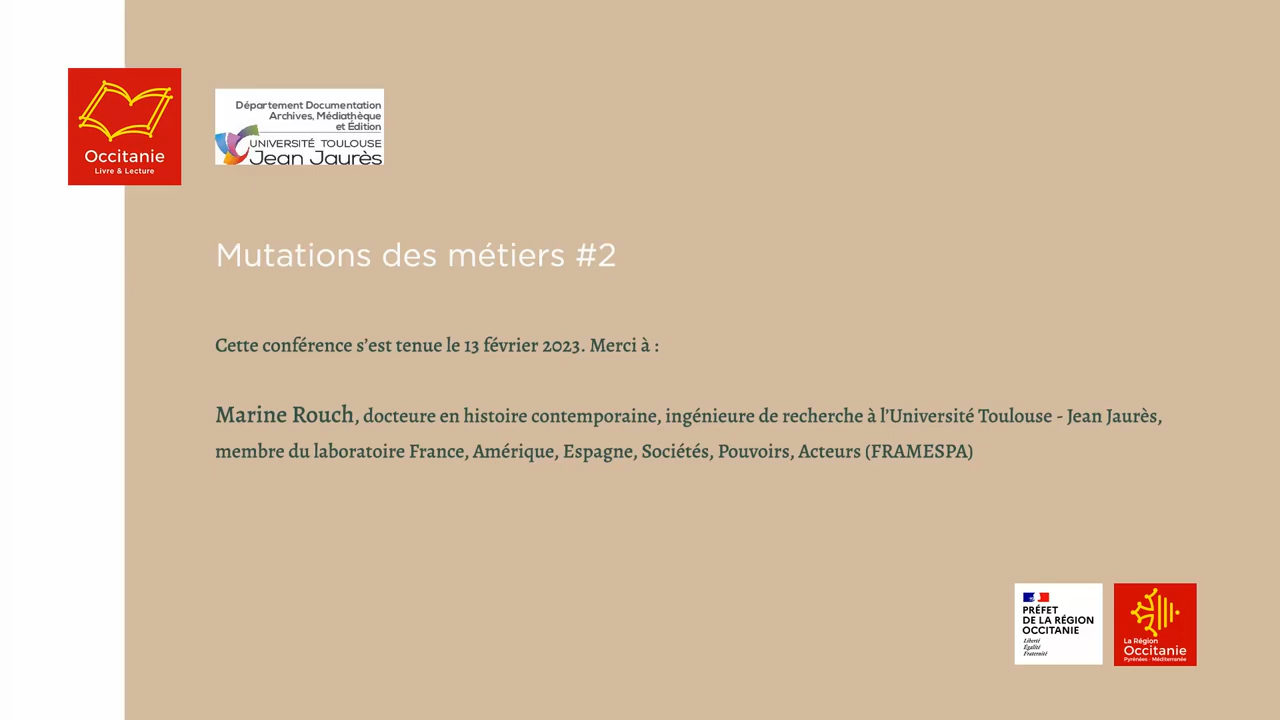 Occitanie
Livre & Lecture
Département Documentation
Archives, Médiathèque
et Édition
UNIVERSITÉ TOULOUSE
Jean Jaurès
Mutations des métiers #2
Cette conférence s’est tenue le 13 février 2023. Merci à :
Marine Rouch, docteure en histoire contemporaine, ingénieure de recherche à l’Université Toulouse - Jean Jaurès,
membre du laboratoire France, Amérique, Espagne, Sociétés, Pouvoirs, Acteurs (FRAMESPA)
PRÉFET
DE LA RÉGION
OCCITANIE
Liberté
Égalité
Fraternité
La Région
Occitanie
Pyrénées - Méditerranée